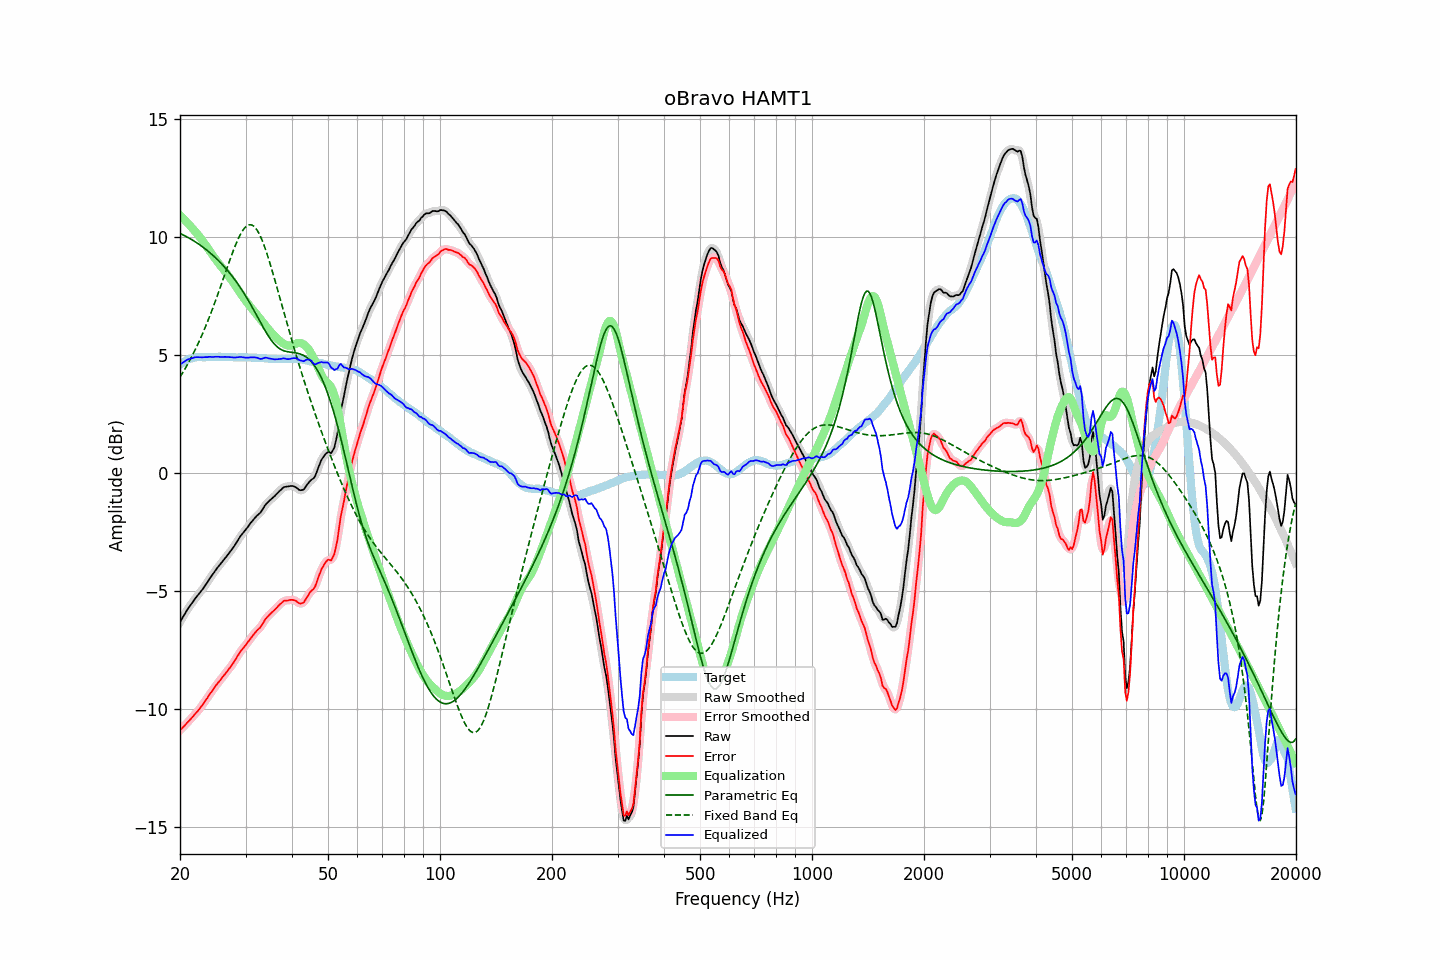 oBravo HAMT1
Amplitude (dBr)
15
10
5
0
−5
−10
−15
Target
Raw Smoothed
Error Smoothed
Raw
Error
Equalization
Parametric Eq
Fixed Band Eq
Equalized
20 50 100 200 500 1000 2000 5000 10000 20000
Frequency (Hz)